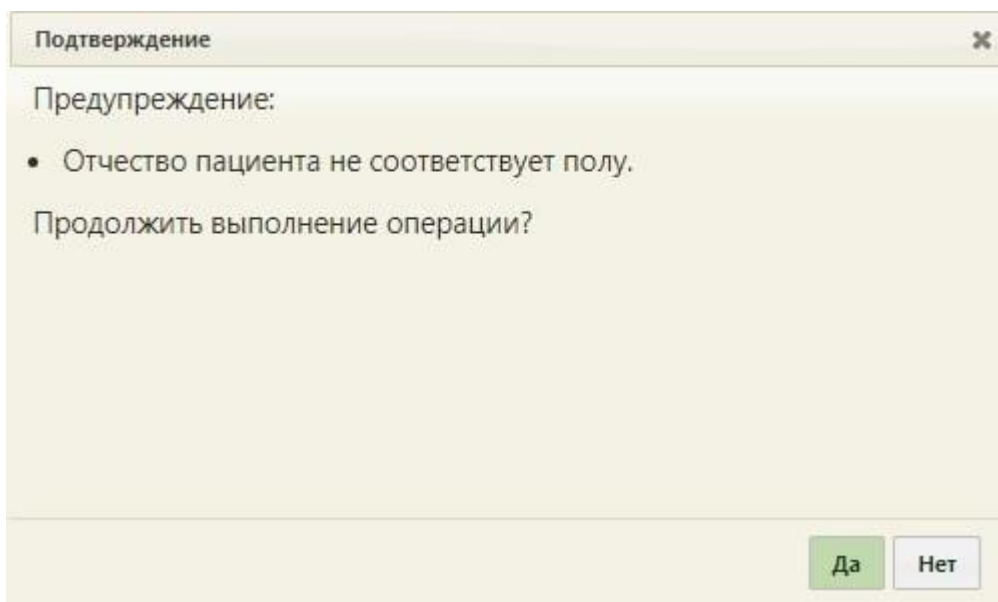 Подтверждение
Предупреждение:
• Отчество пациента не соответствует полу.
Продолжить выполнение операции?
Да
Нет